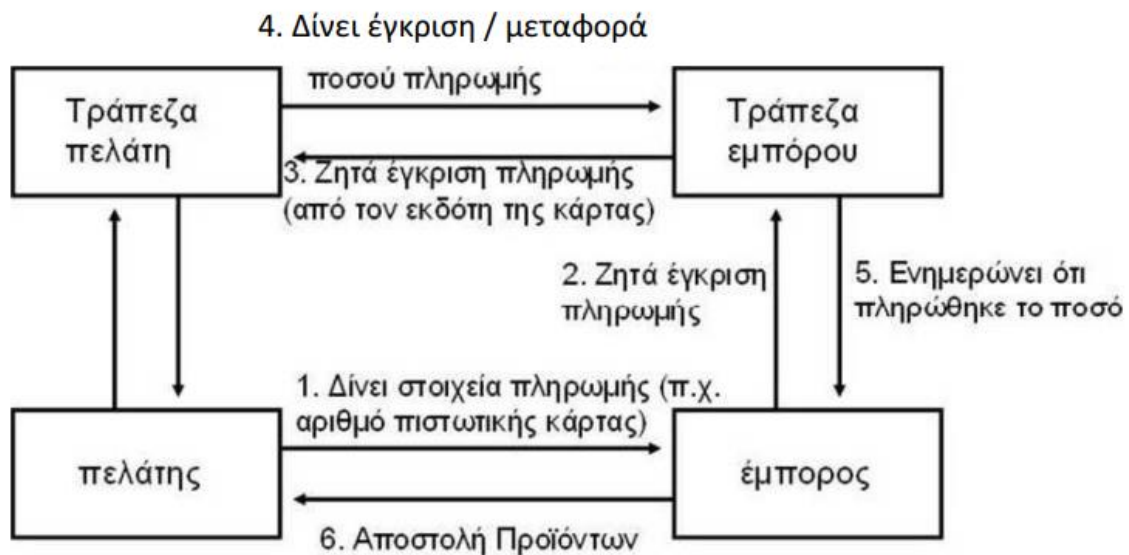 4. Δίνει έγκριση / μεταφορά
ποσού πληρωμής
Τράπεζα
πελάτη
Τράπεζα
εμπόρου
3. Ζητά έγκριση πληρωμής
(από τον εκδότη της κάρτας)
2. Ζητά έγκριση
πληρωμής
5. Ενημερώνει ότι
πληρώθηκε το ποσό
1. Δίνει στοιχεία πληρωμής (π.χ.
αριθμό πιστωτικής κάρτας)
πελάτης
έμπορος
6. Αποστολή Προϊόντων